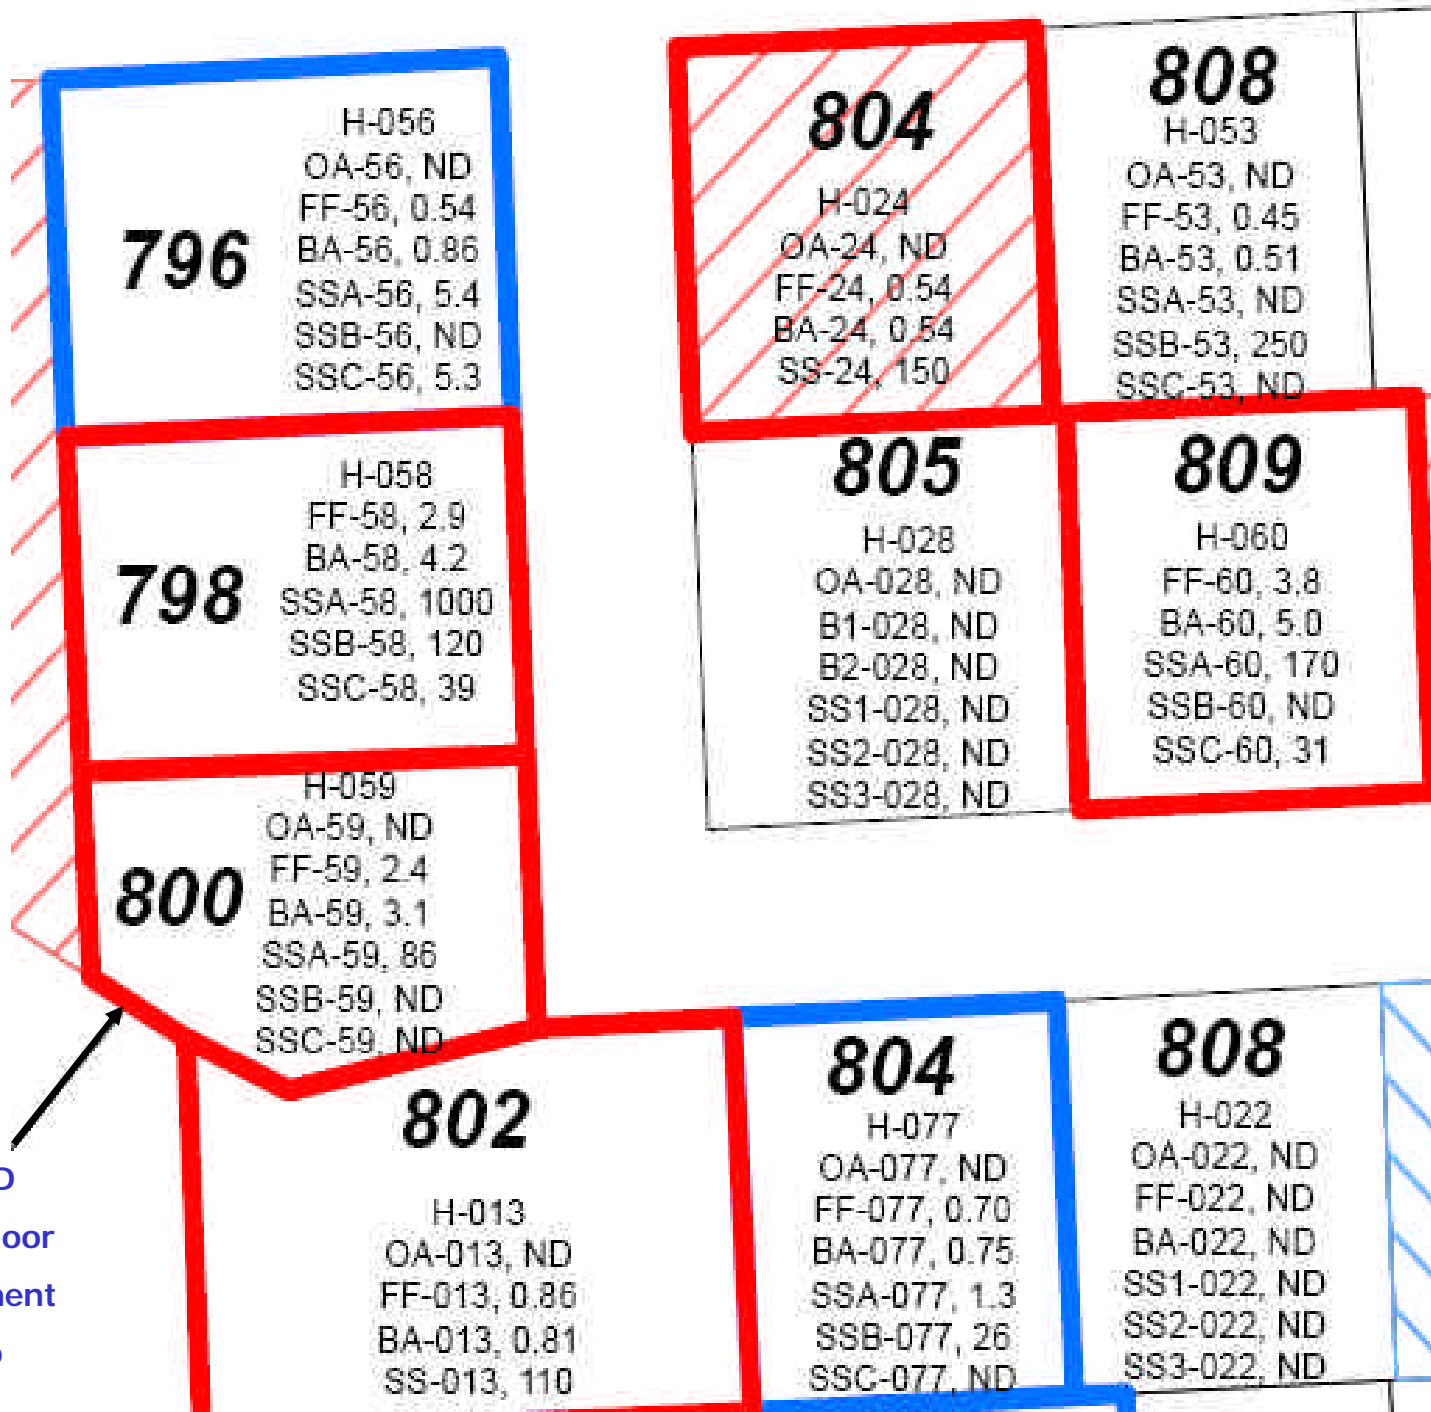 796
H-056
OA-56, ND
FF-56, 0.54
BA-56, 0.86
SSA-56, 5.4
SSB-56, ND
SSC-56, 5.3
804
H-024
OA-24, ND
FF-24, 0.54
BA-24, 0.54
SS-24, 150
808
H-053
OA-53, ND
FF-53, 0.45
BA-53, 0.51
SSA-53, ND
SSB-53, 250
SSC-53, ND
798
H-058
FF-58, 2.9
BA-58, 4.2
SSA-58, 1000
SSB-58, 120
SSC-58, 39
805
H-028
OA-028, ND
B1-028, ND
B2-028, ND
SS1-028, ND
SS2-028, ND
SS3-028, ND
809
H-060
FF-60, 3.8
BA-60, 5.0
SSA-60, 170
SSB-60, ND
SSC-60, 31
800
H-059
OA-59, ND
FF-59, 2.4
BA-59, 3.1
SSA-59, 86
SSB-59, ND
SSC-59, ND
802
H-013
OA-013, ND
FF-013, 0.86
BA-013, 0.81
SS-013, 110
804
H-077
OA-077, ND
FF-077, 0.70
BA-077, 0.75
SSA-077, 1.3
SSB-077, 26
SSC-077, ND
808
H-022
OA-022, ND
FF-022, ND
BA-022, ND
SS1-022, ND
SS2-022, ND
SS3-022, ND
D
oor
ent